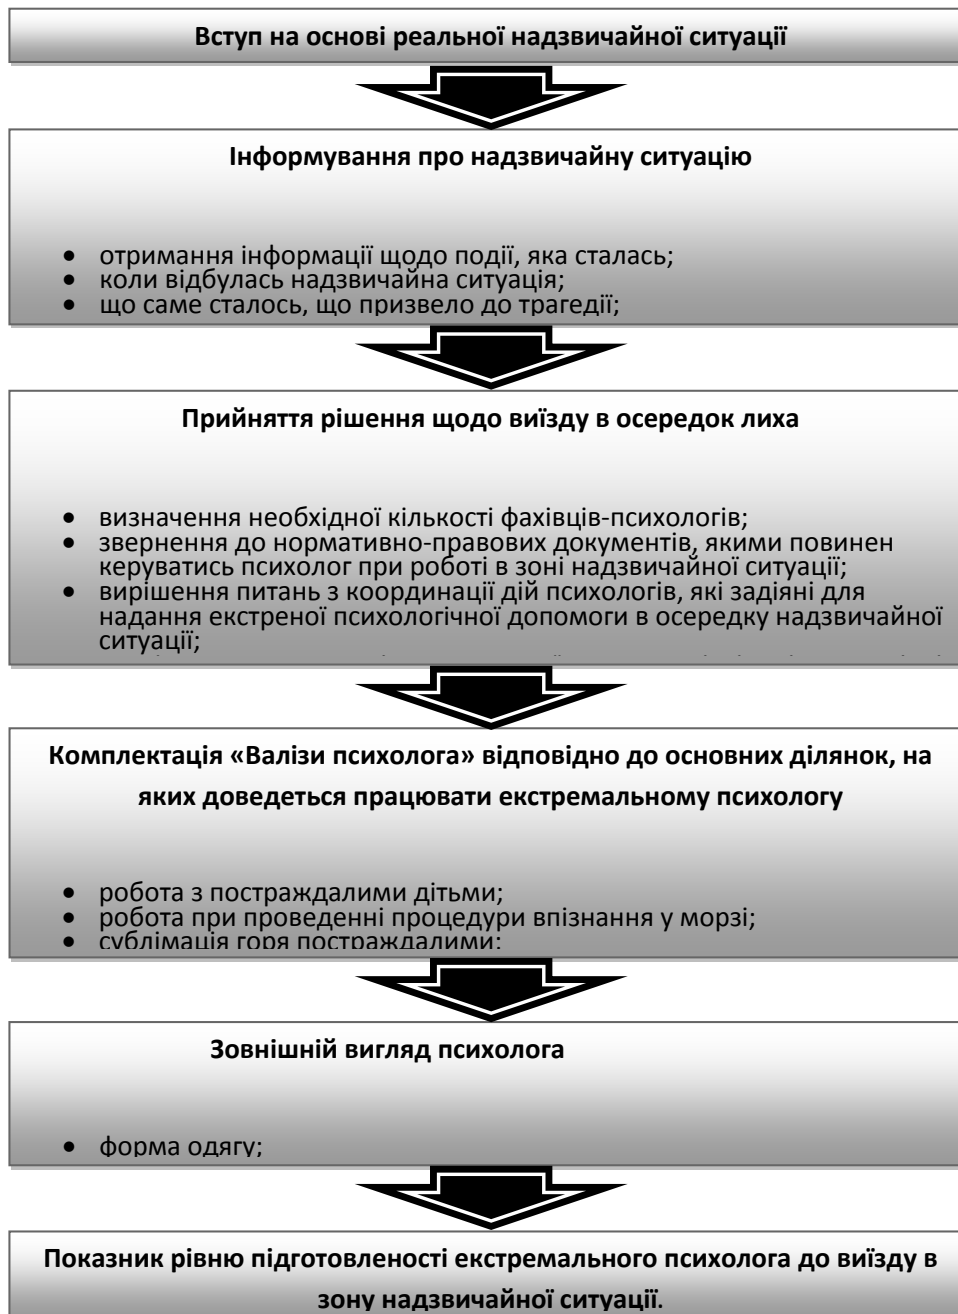 Вступ на основі реальної надзвичайної ситуації
Інформування про надзвичайну ситуацію
• отримання інформації щодо події, яка сталась;
• коли відбулась надзвичайна ситуація;
• що саме сталось, що призвело до трагедії;
Прийняття рішення щодо виїзду в осередок лиха
• визначення необхідної кількості фахівців-психологів;
• звернення до нормативно-правових документів, якими повинен
керуватись психолог при роботі в зоні надзвичайної ситуації;
• вирішення питань з координації дій психологів, які задіяні для
надання екстреної психологічної допомоги в осередку надзвичайної
ситуації;
Комплектація «Валізи психолога» відповідно до основних ділянок, на
яких доведеться працювати екстремальному психологу
• робота з постраждалими дітьми;
• робота при проведенні процедури впізнання у морзі;
• сублімація горя постраждалими;
Зовнішній вигляд психолога
• форма одягу;
Показник рівню підготовленості екстремального психолога до виїзду в
зону надзвичайної ситуації.